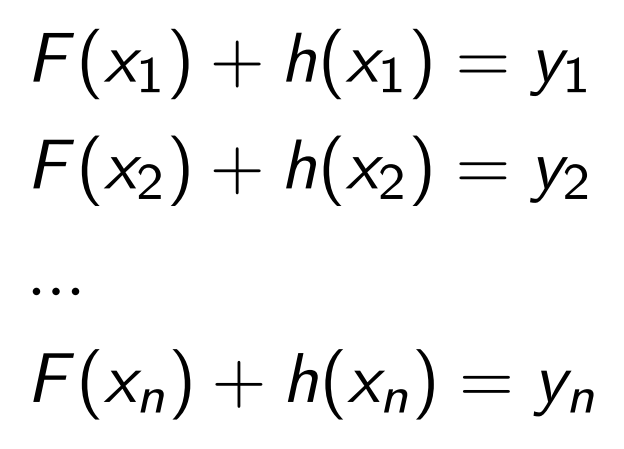 F(x₁) + h(x₁) = y₁
F(x₂) + h(x₂) = y₂
...
F(xₙ) + h(xₙ) = yₙ